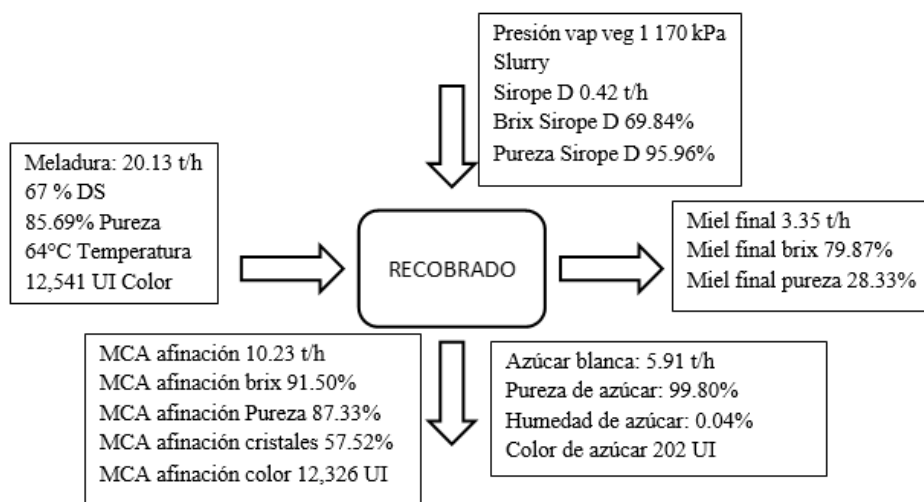 Presión vap veg 1 170 kPa
Slurry
Sirope D 0.42 t/h
Brix Sirope D 69.84%
Pureza Sirope D 95.96%
Meladura: 20.13 t/h
67 % DS
85.69% Pureza
64°C Temperatura
12,541 UI Color
RECOBRADO
Miel final 3.35 t/h
Miel final brix 79.87%
Miel final pureza 28.33%
MCA afinación 10.23 t/h
MCA afinación brix 91.50%
MCA afinación Pureza 87.33%
MCA afinación cristales 57.52%
MCA afinación color 12,326 UI
Azúcar blanca: 5.91 t/h
Pureza de azúcar: 99.80%
Humedad de azúcar: 0.04%
Color de azúcar 202 UI